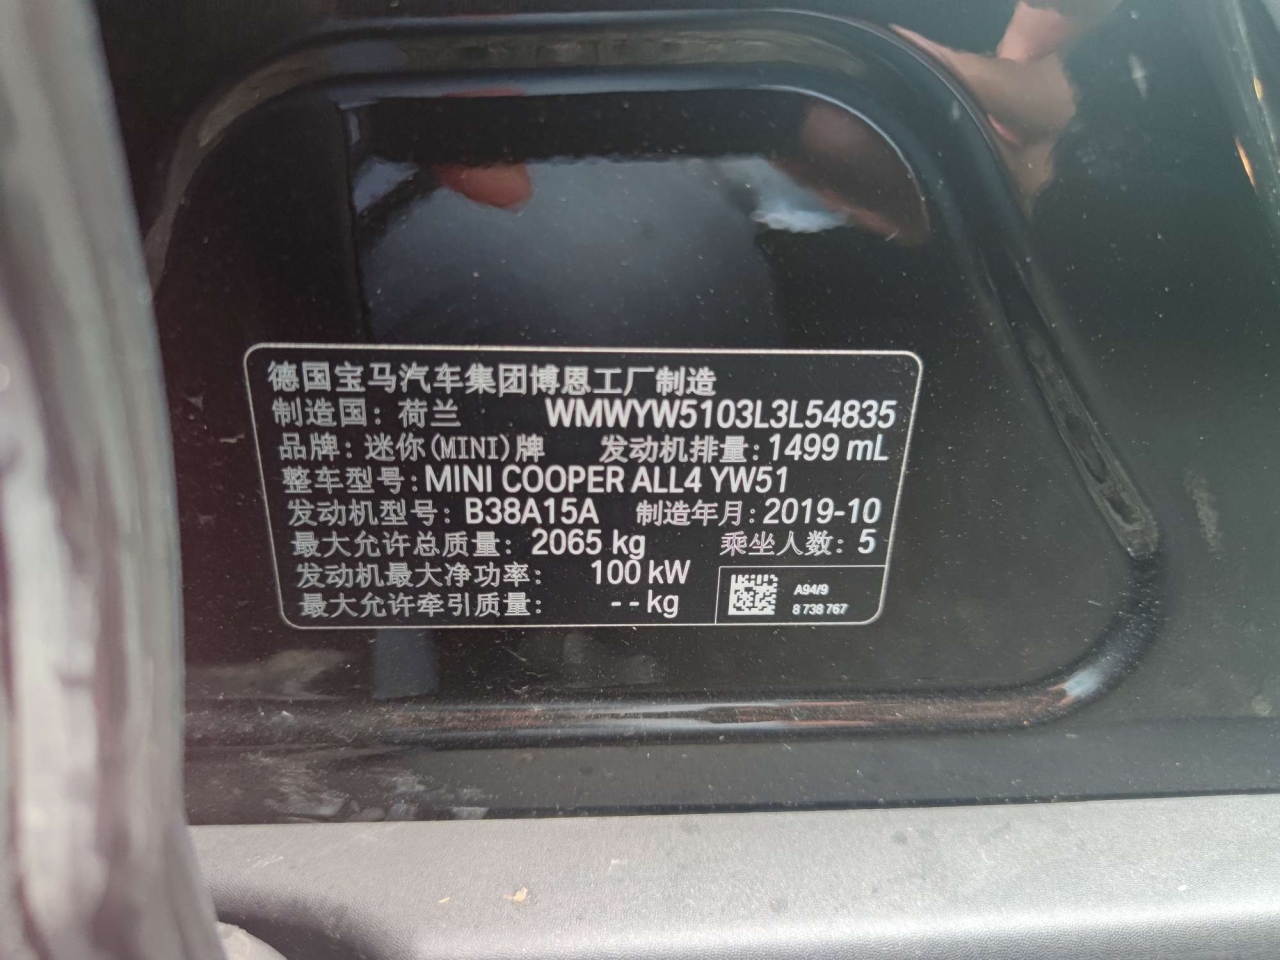 德国宝马汽车集团博恩工厂制造
制造国：荷兰 WMWYW5103L3L54835
品牌：迷你(MINI)牌 发动机排量：1499 mL
整车型号：MINI COOPER ALL4 YW51
发动机型号：B38A15A 制造年月：2019-10
最大允许总质量：2065 kg 乘坐人数：5
发动机最大净功率：100 kW
最大允许牵引质量：--kg
A94/9
8 738 767